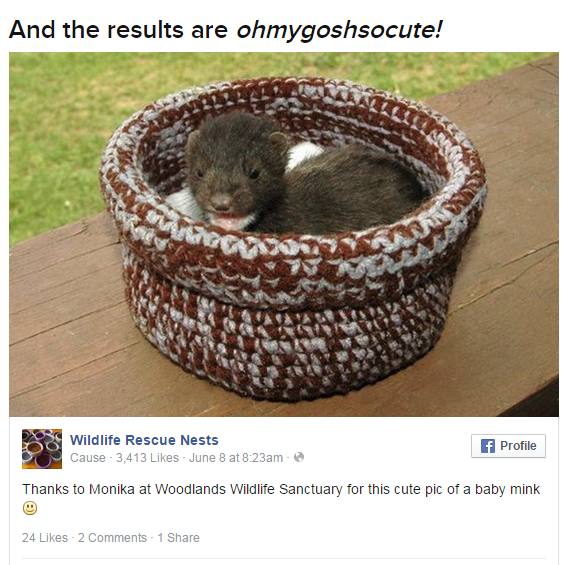 And the results are ohmygoshsocute!
Wildlife Rescue Nests
Cause · 3,413 Likes · June 8 at 8:23am ·
Profile
Thanks to Monika at Woodlands Wildlife Sanctuary for this cute pic of a baby mink
24 Likes · 2 Comments · 1 Share